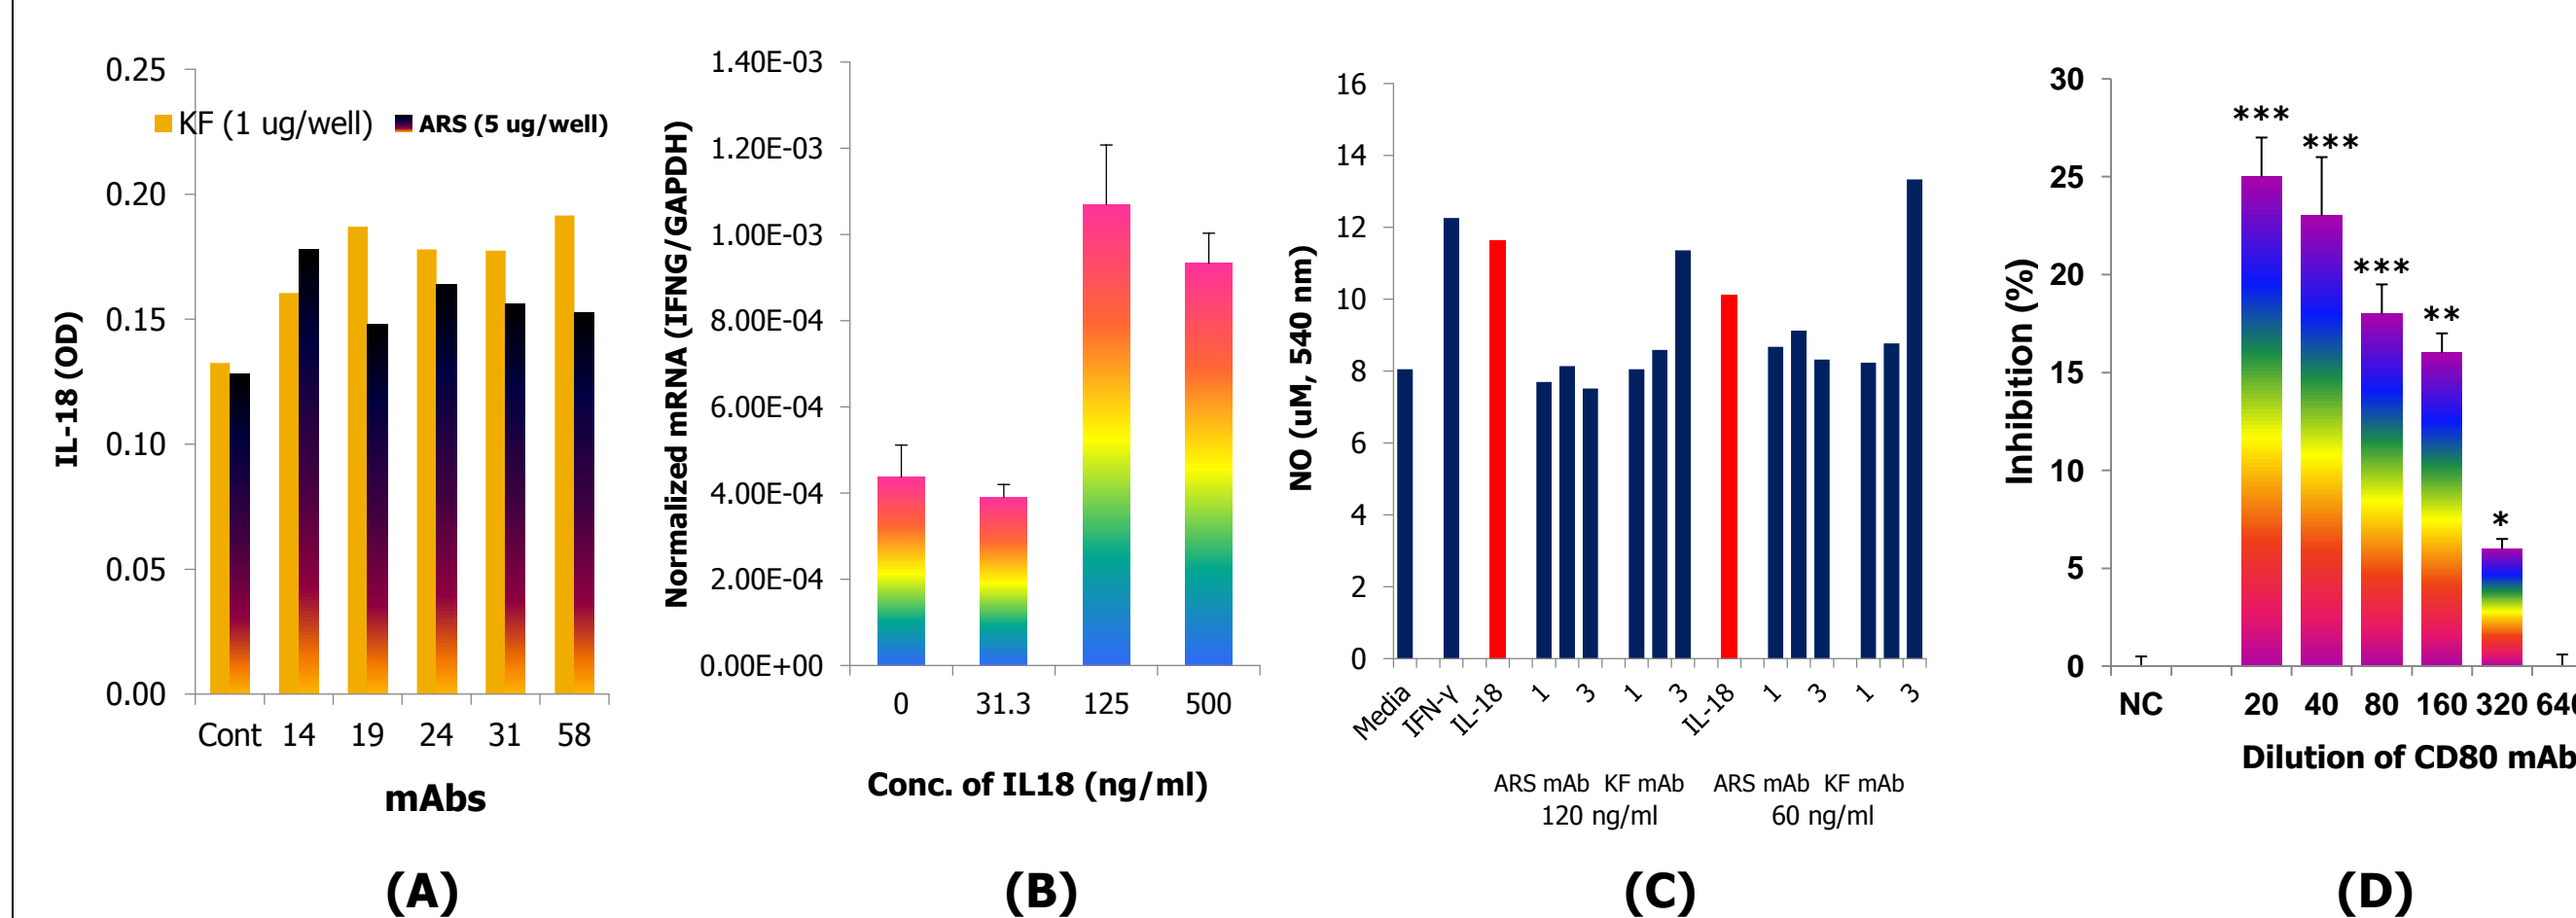 0.25
0.20
0.15
0.10
0.05
0.00
IL-18 (OD)
KF (1 ug/well) ARS (5 ug/well)
Cont 14 19 24 31 58
mAbs
(A)
1.40E-03
1.20E-03
1.00E-03
8.00E-04
6.00E-04
4.00E-04
2.00E-04
0.00E+00
Normalized mRNA (IFNG/GAPDH)
0 31.3 125 500
Conc. of IL18 (ng/ml)
(B)
16
14
12
10
8
6
4
2
0
NO (uM, 540 nm)
Media IFN-γ IL-18 1 3 1 3 IL-18 1 3 1 3
ARS mAb KF mAb ARS mAb KF mAb
120 ng/ml 60 ng/ml
(C)
30
25
20
15
10
5
0
Inhibition (%)
***
***
***
**
*
NC 20 40 80 160 320 640
Dilution of CD80 mAb
(D)